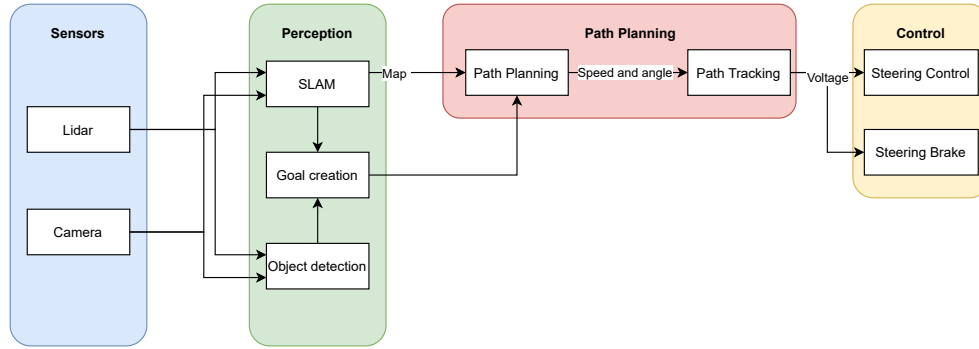 Sensors
Perception
Path Planning
Control
SLAM
Map
Path Planning
Speed and angle
Path Tracking
Voltage
Steering Control
Lidar
Goal creation
Steering Brake
Camera
Object detection